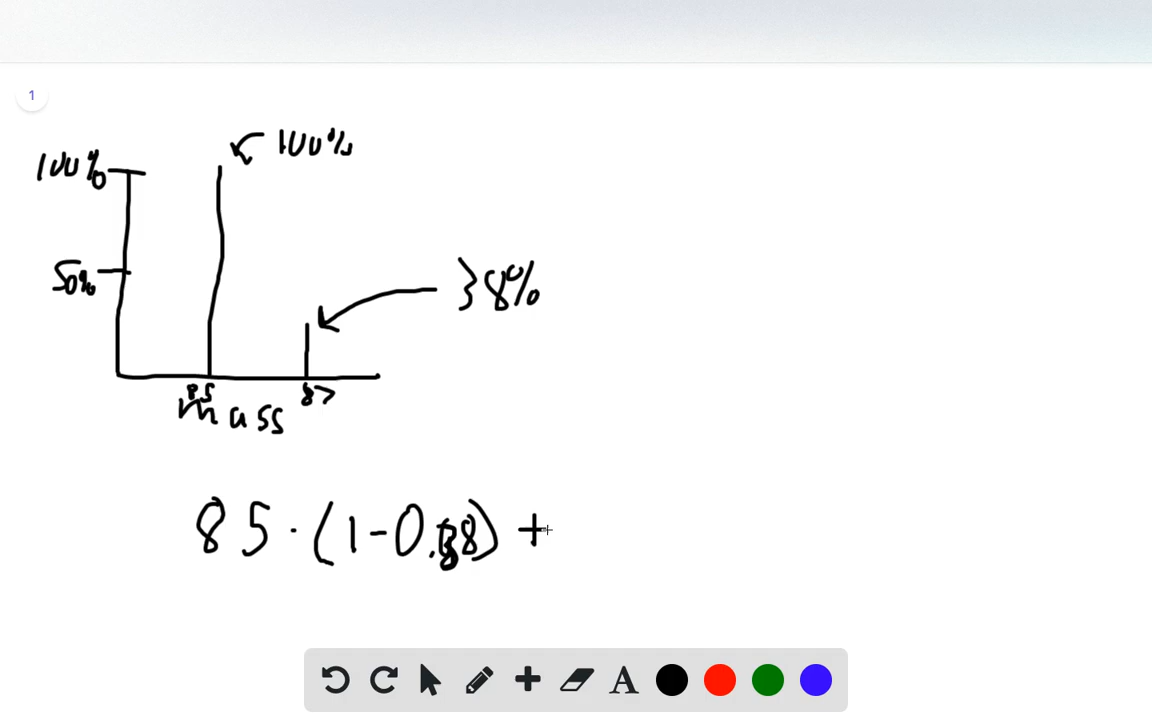 1
100%
100%
50%
38%
85 87
mass
85 · (1 - 0.38) +
A